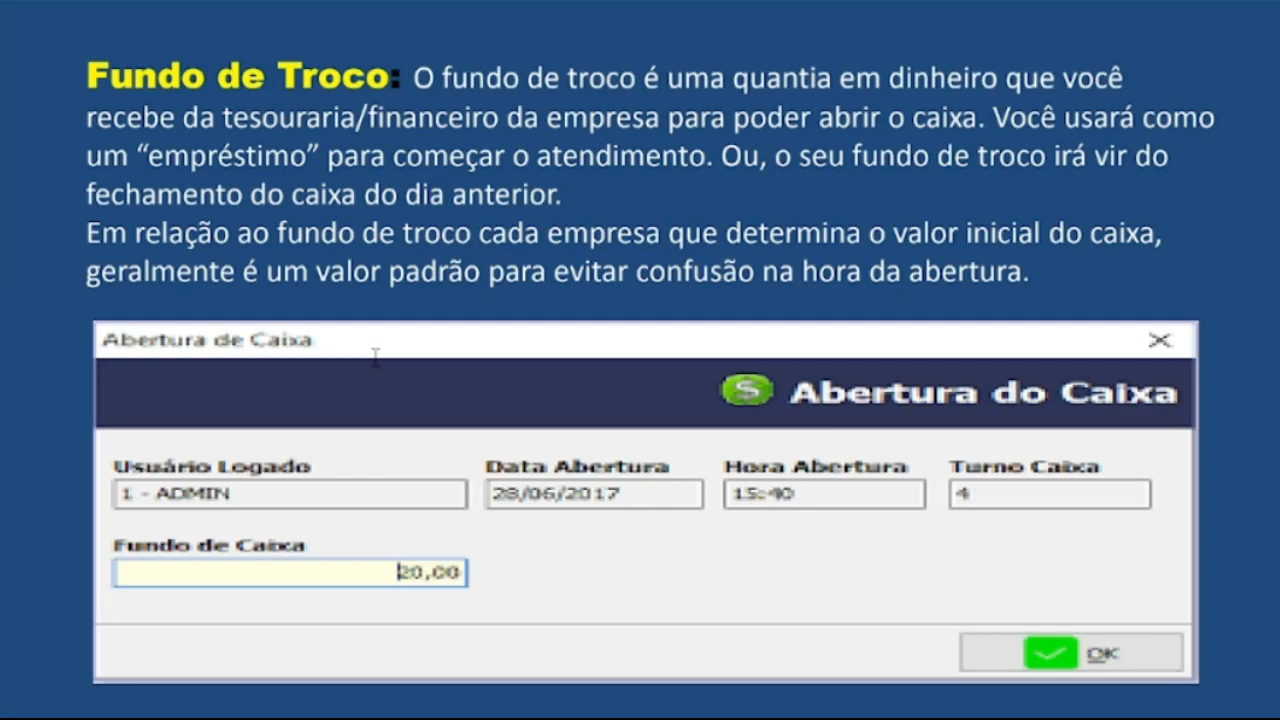 Fundo de Troco: O fundo de troco é uma quantia em dinheiro que você
recebe da tesouraria/financeiro da empresa para poder abrir o caixa. Você usará como
um “empréstimo” para começar o atendimento. Ou, o seu fundo de troco irá vir do
fechamento do caixa do dia anterior.
Em relação ao fundo de troco cada empresa que determina o valor inicial do caixa,
geralmente é um valor padrão para evitar confusão na hora da abertura.
Abertura de Caixa
Abertura do Caixa
Usuário Logado Data Abertura Hora Abertura Turno Caixa
1 - ADMIN 28/06/2017 15:40 4
Fundo de Caixa
20,00
OK